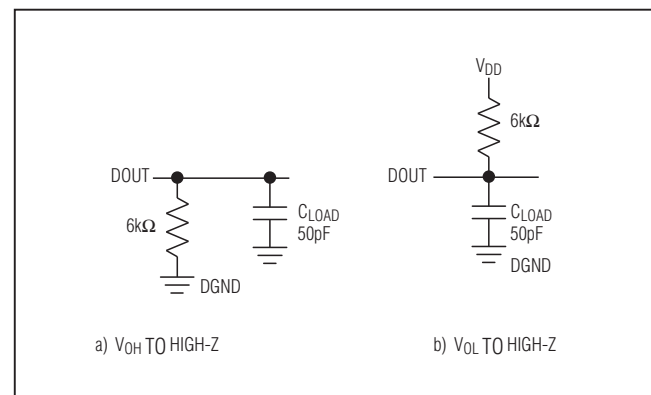 DOUT
6kΩ
CLOAD
50pF
DGND
a) VOH TO HIGH-Z
VDD
6kΩ
DOUT
CLOAD
50pF
DGND
b) VOL TO HIGH-Z